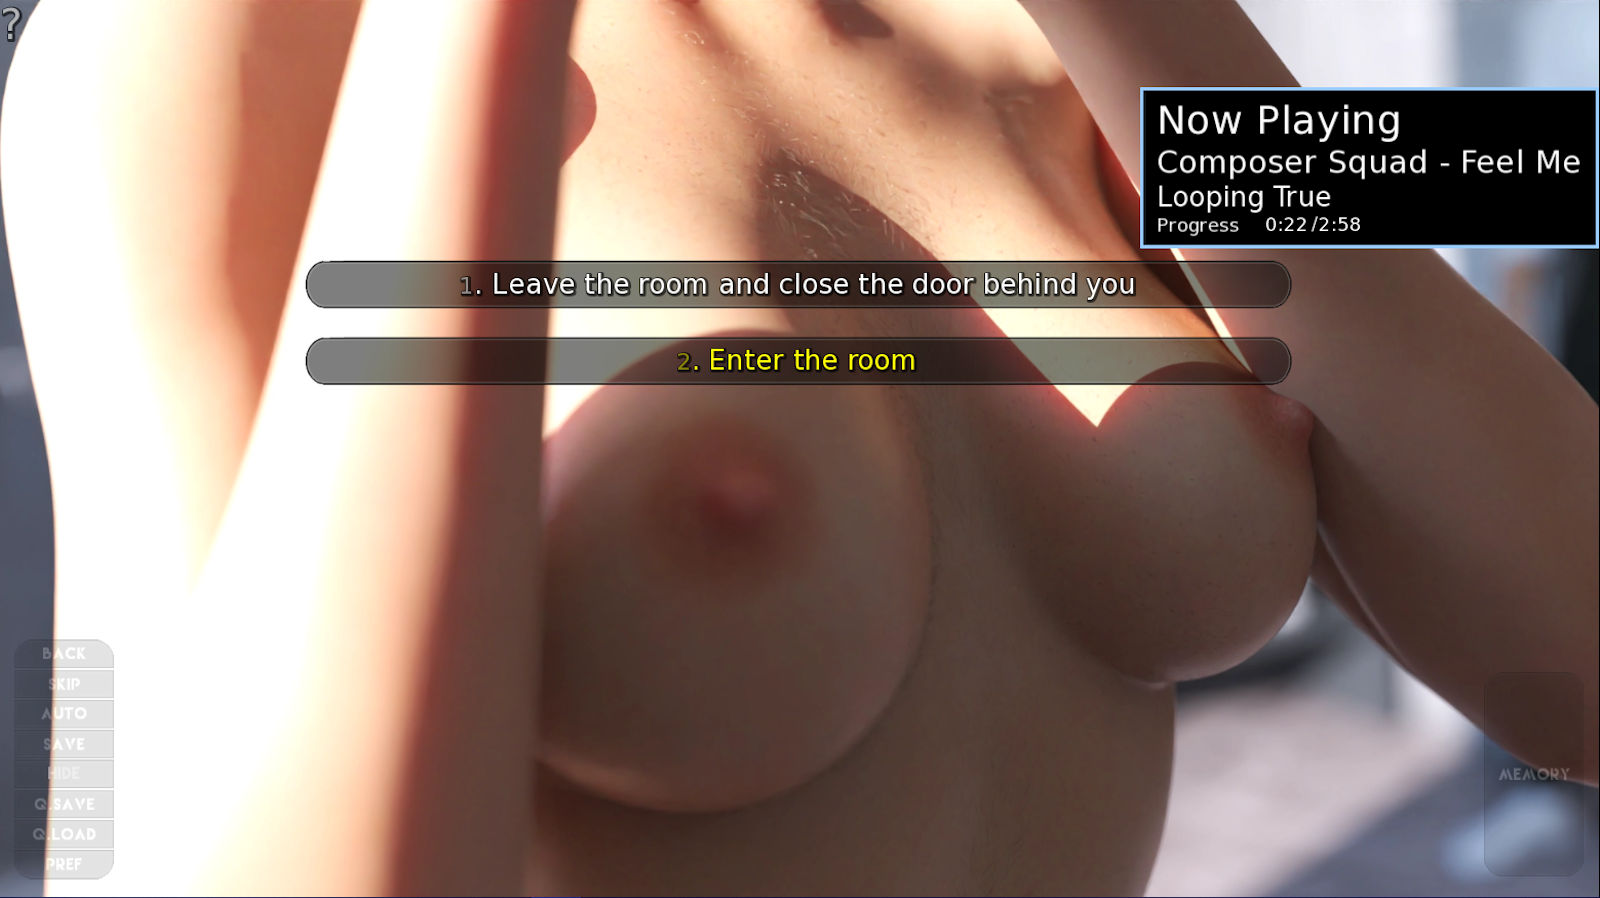 ?
Now Playing
Composer Squad - Feel Me
Looping True
Progress 0:22/2:58
1. Leave the room and close the door behind you
2. Enter the room
BACK
SKIP
AUTO
SAVE
HIDE
Q.SAVE
Q.LOAD
PREF
MEMORY